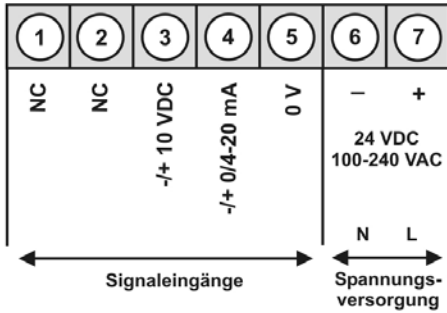 1 2 3 4 5 6 7
NC
NC
-/+ 10 VDC
-/+ 0/4-20 mA
0 V
– +
24 VDC
100-240 VAC
N L
Signaleingänge
Spannungs-
versorgung